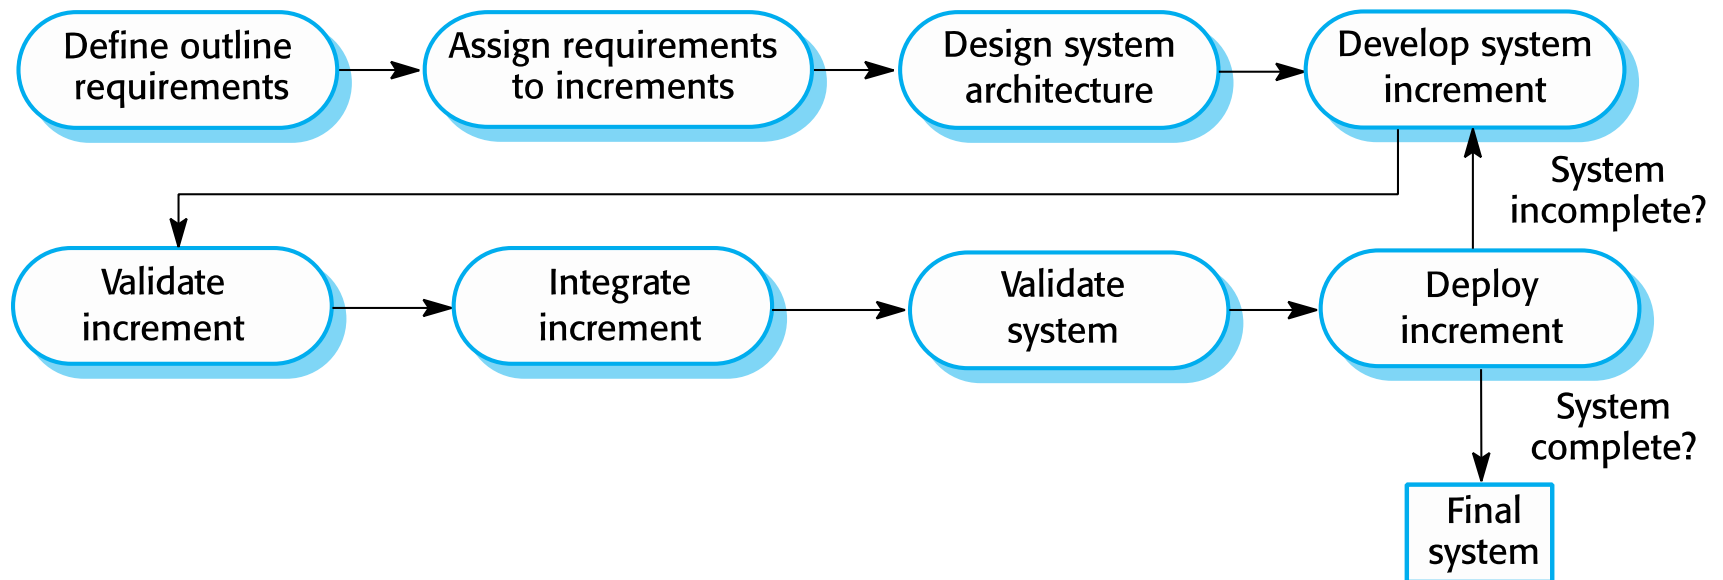 Define outline
requirements
Assign requirements
to increments
Design system
architecture
Develop system
increment
System
incomplete?
Validate
increment
Integrate
increment
Validate
system
Deploy
increment
System
complete?
Final
system